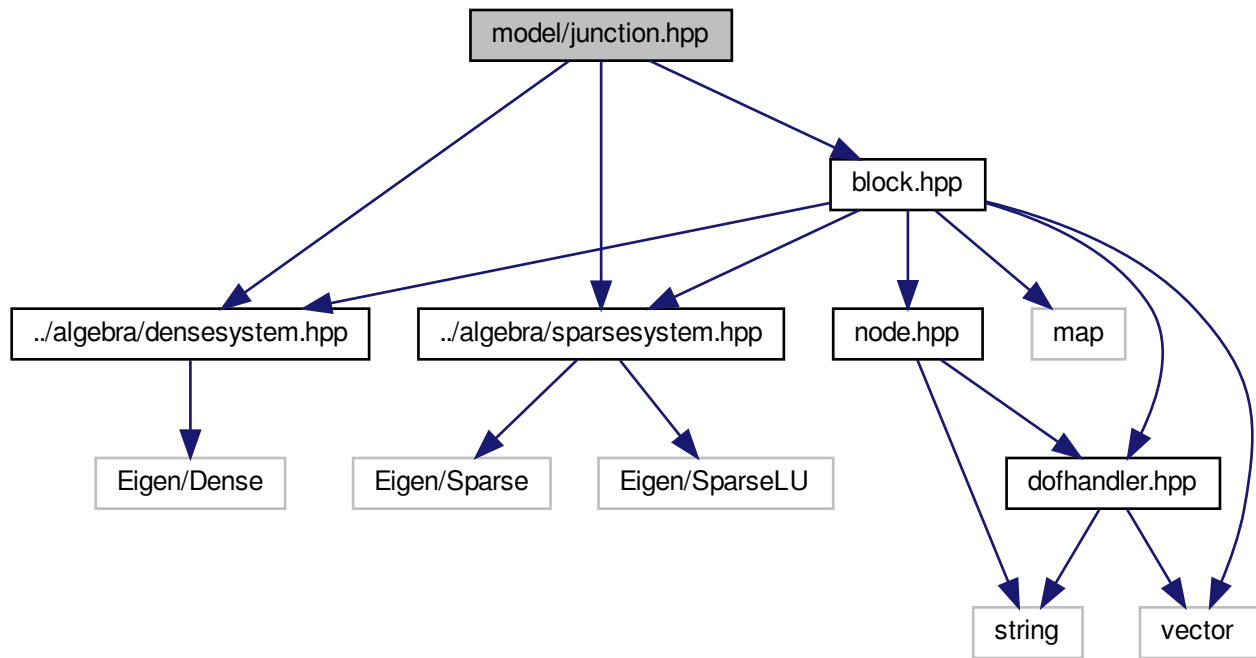 model/junction.hpp
block.hpp
../algebra/densesystem.hpp
../algebra/sparsesystem.hpp
node.hpp
map
Eigen/Dense
Eigen/Sparse
Eigen/SparseLU
dofhandler.hpp
string
vector